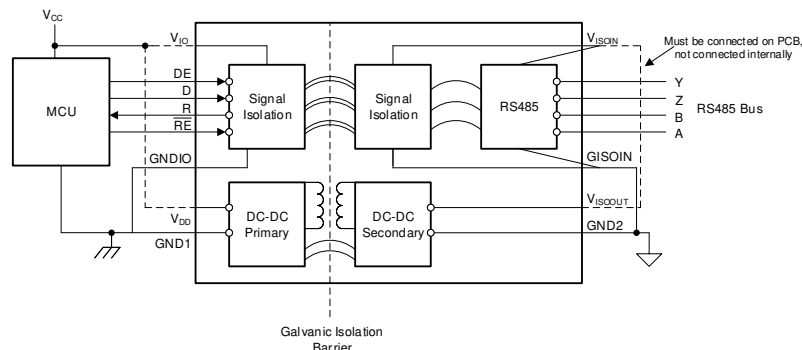 VCC
VIO
VISOIN
Must be connected on PCB,
not connected internally
MCU
DE
D
R
RE
Signal
Isolation
Signal
Isolation
RS485
Y
Z
B
A
RS485 Bus
GNDIO
GISOIN
VDD
GND1
DC-DC
Primary
DC-DC
Secondary
VISOOUT
GND2
Galvanic Isolation
Barrier